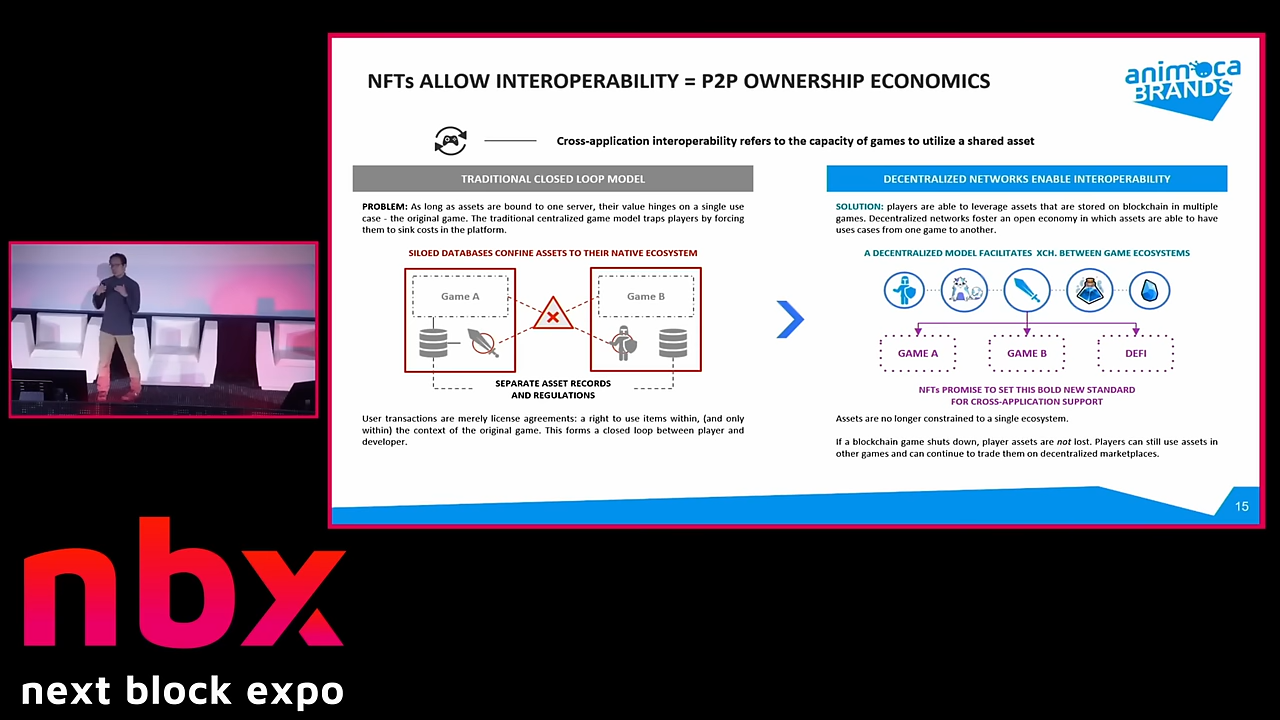 NFTs ALLOW INTEROPERABILITY = P2P OWNERSHIP ECONOMICS
animoca
BRANDS
Cross-application interoperability refers to the capacity of games to utilize a shared asset
TRADITIONAL CLOSED LOOP MODEL
PROBLEM: As long as assets are bound to one server, their value hinges on a single use
case - the original game. The traditional centralized game model traps players by forcing
them to sink costs in the platform.
SILOED DATABASES CONFINE ASSETS TO THEIR NATIVE ECOSYSTEM
Game A
Game B
SEPARATE ASSET RECORDS
AND REGULATIONS
User transactions are merely license agreements: a right to use items within, (and only
within) the context of the original game. This forms a closed loop between player and
developer.
DECENTRALIZED NETWORKS ENABLE INTEROPERABILITY
SOLUTION: players are able to leverage assets that are stored on blockchain in multiple
games. Decentralized networks foster an open economy in which assets are able to have
uses cases from one game to another.
A DECENTRALIZED MODEL FACILITATES XCH. BETWEEN GAME ECOSYSTEMS
GAME A
GAME B
DEFI
NFTs PROMISE TO SET THIS BOLD NEW STANDARD
FOR CROSS-APPLICATION SUPPORT
Assets are no longer constrained to a single ecosystem.
If a blockchain game shuts down, player assets are not lost. Players can still use assets in
other games and can continue to trade them on decentralized marketplaces.
15
nbx
next block expo